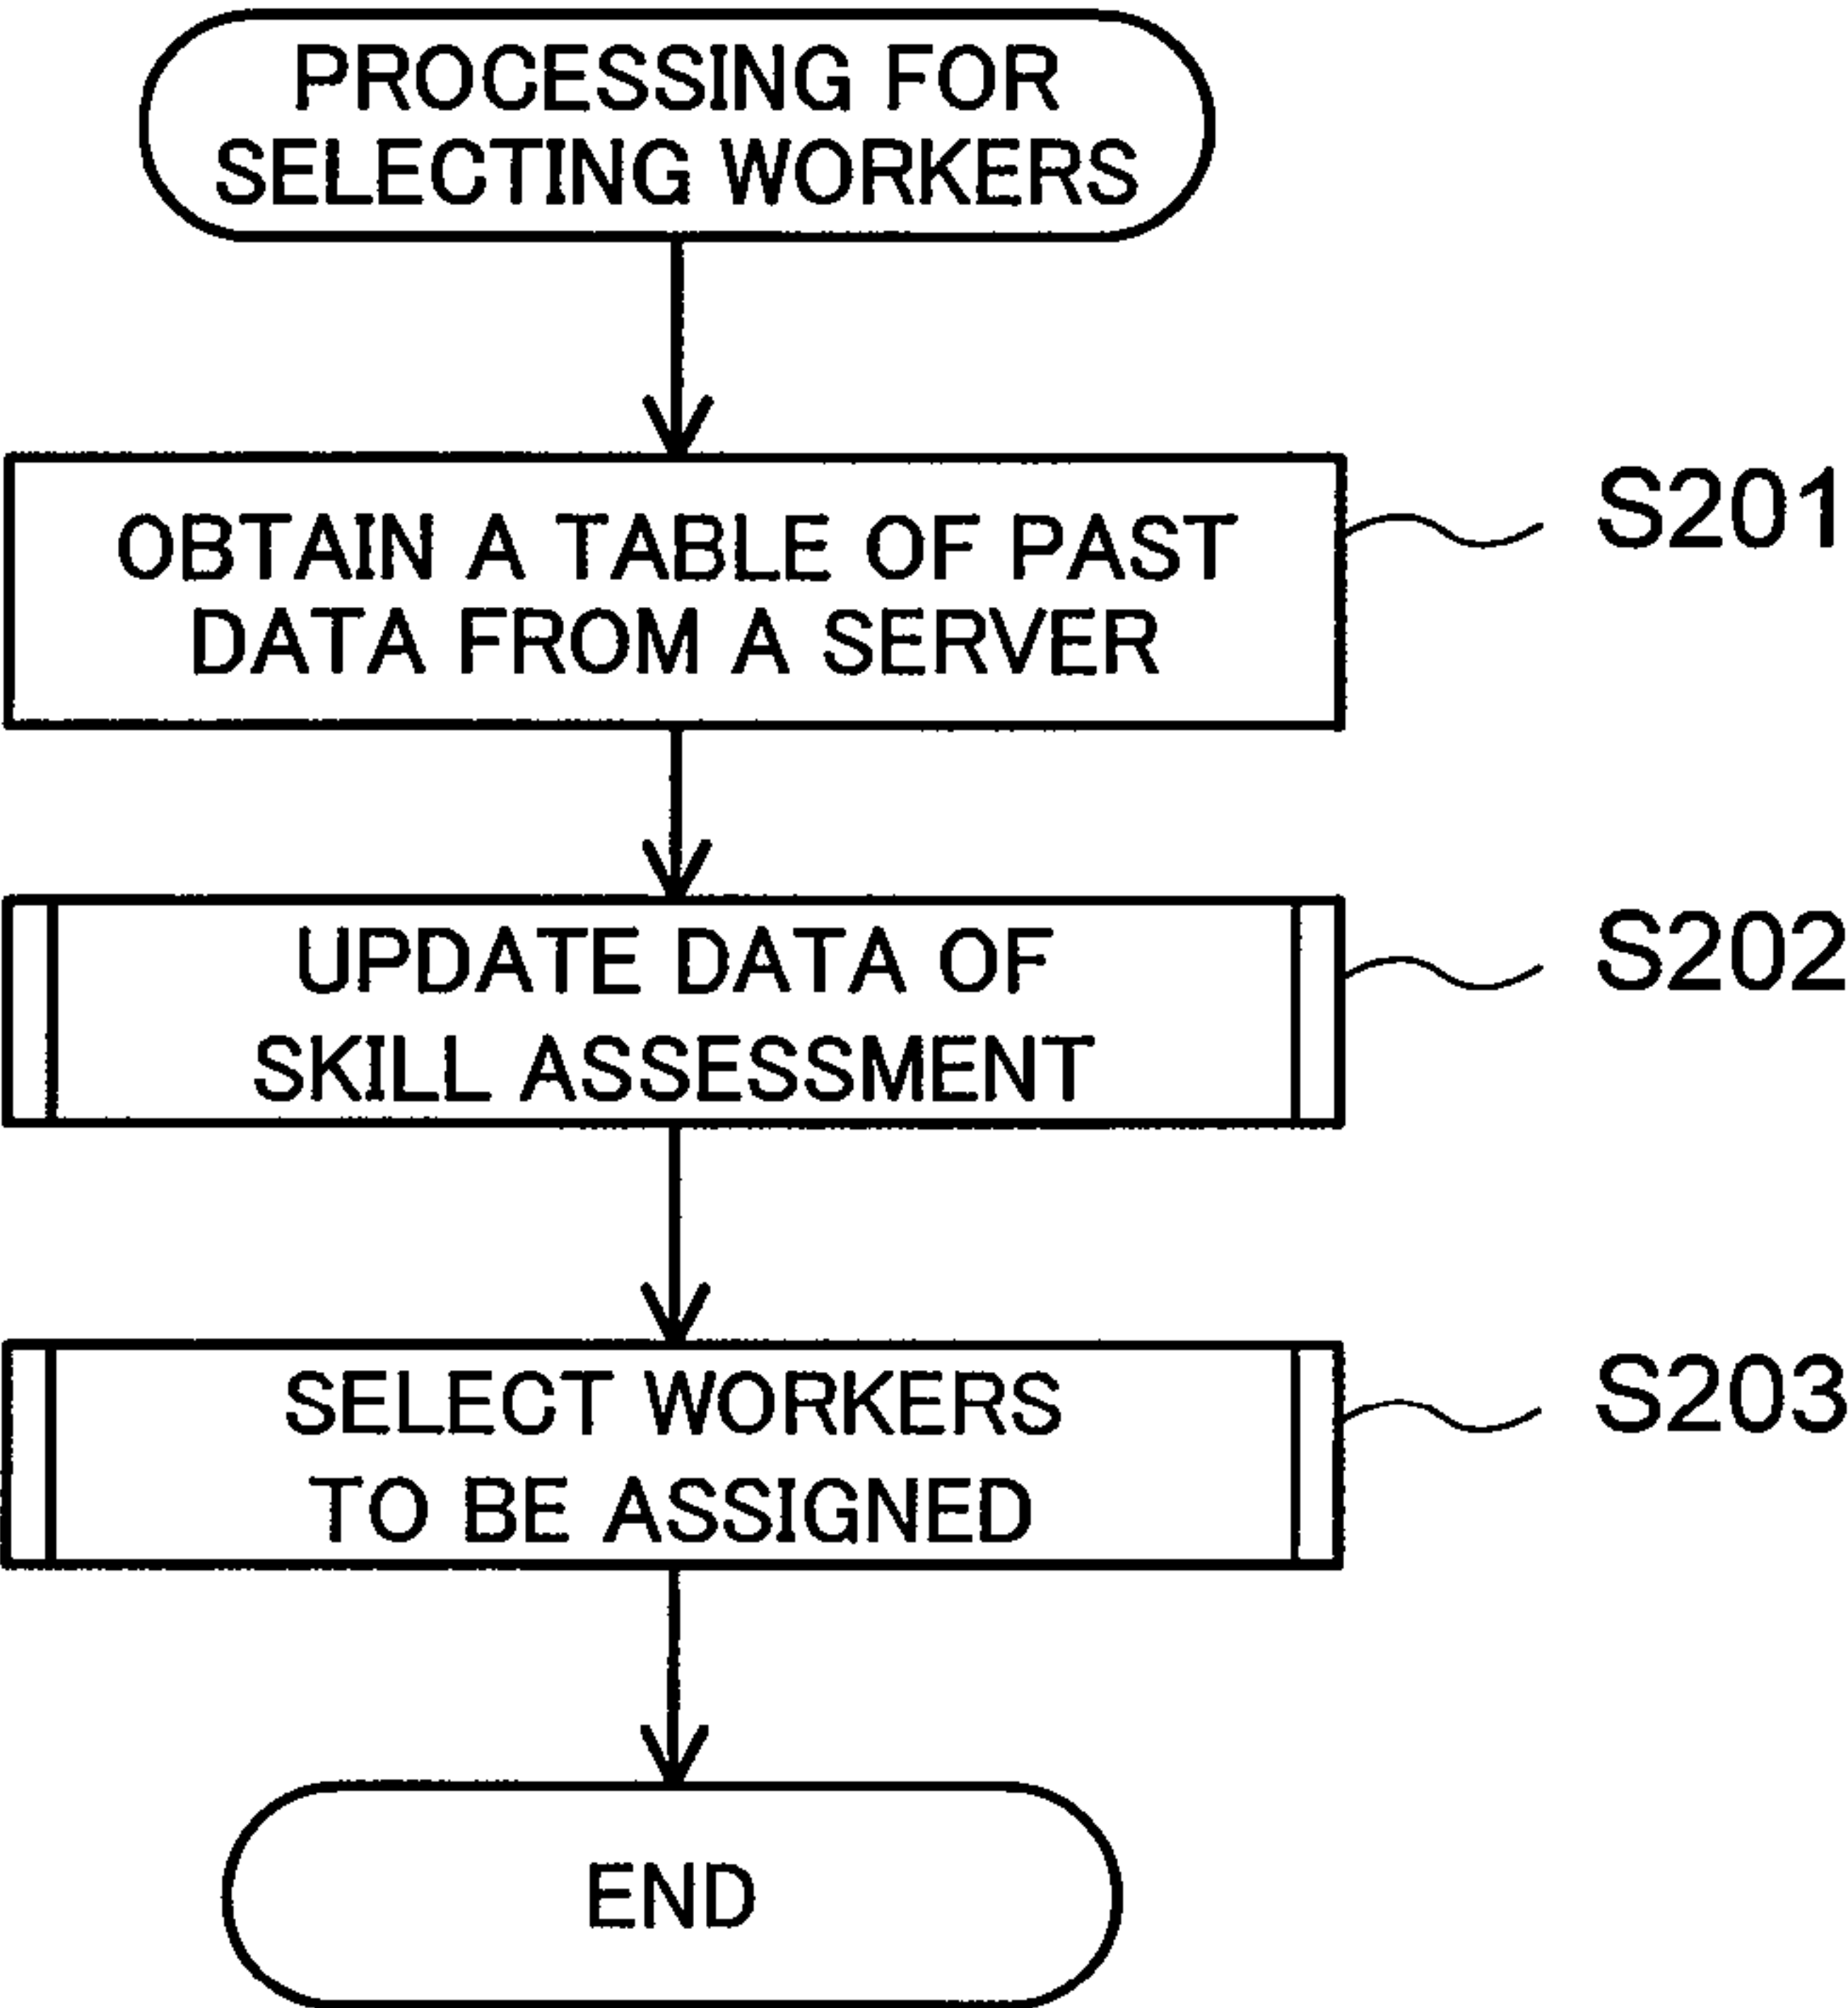 PROCESSING FOR
SELECTING WORKERS
OBTAIN A TABLE OF PAST
DATA FROM A SERVER
S201
UPDATE DATA OF
SKILL ASSESSMENT
S202
SELECT WORKERS
TO BE ASSIGNED
S203
END